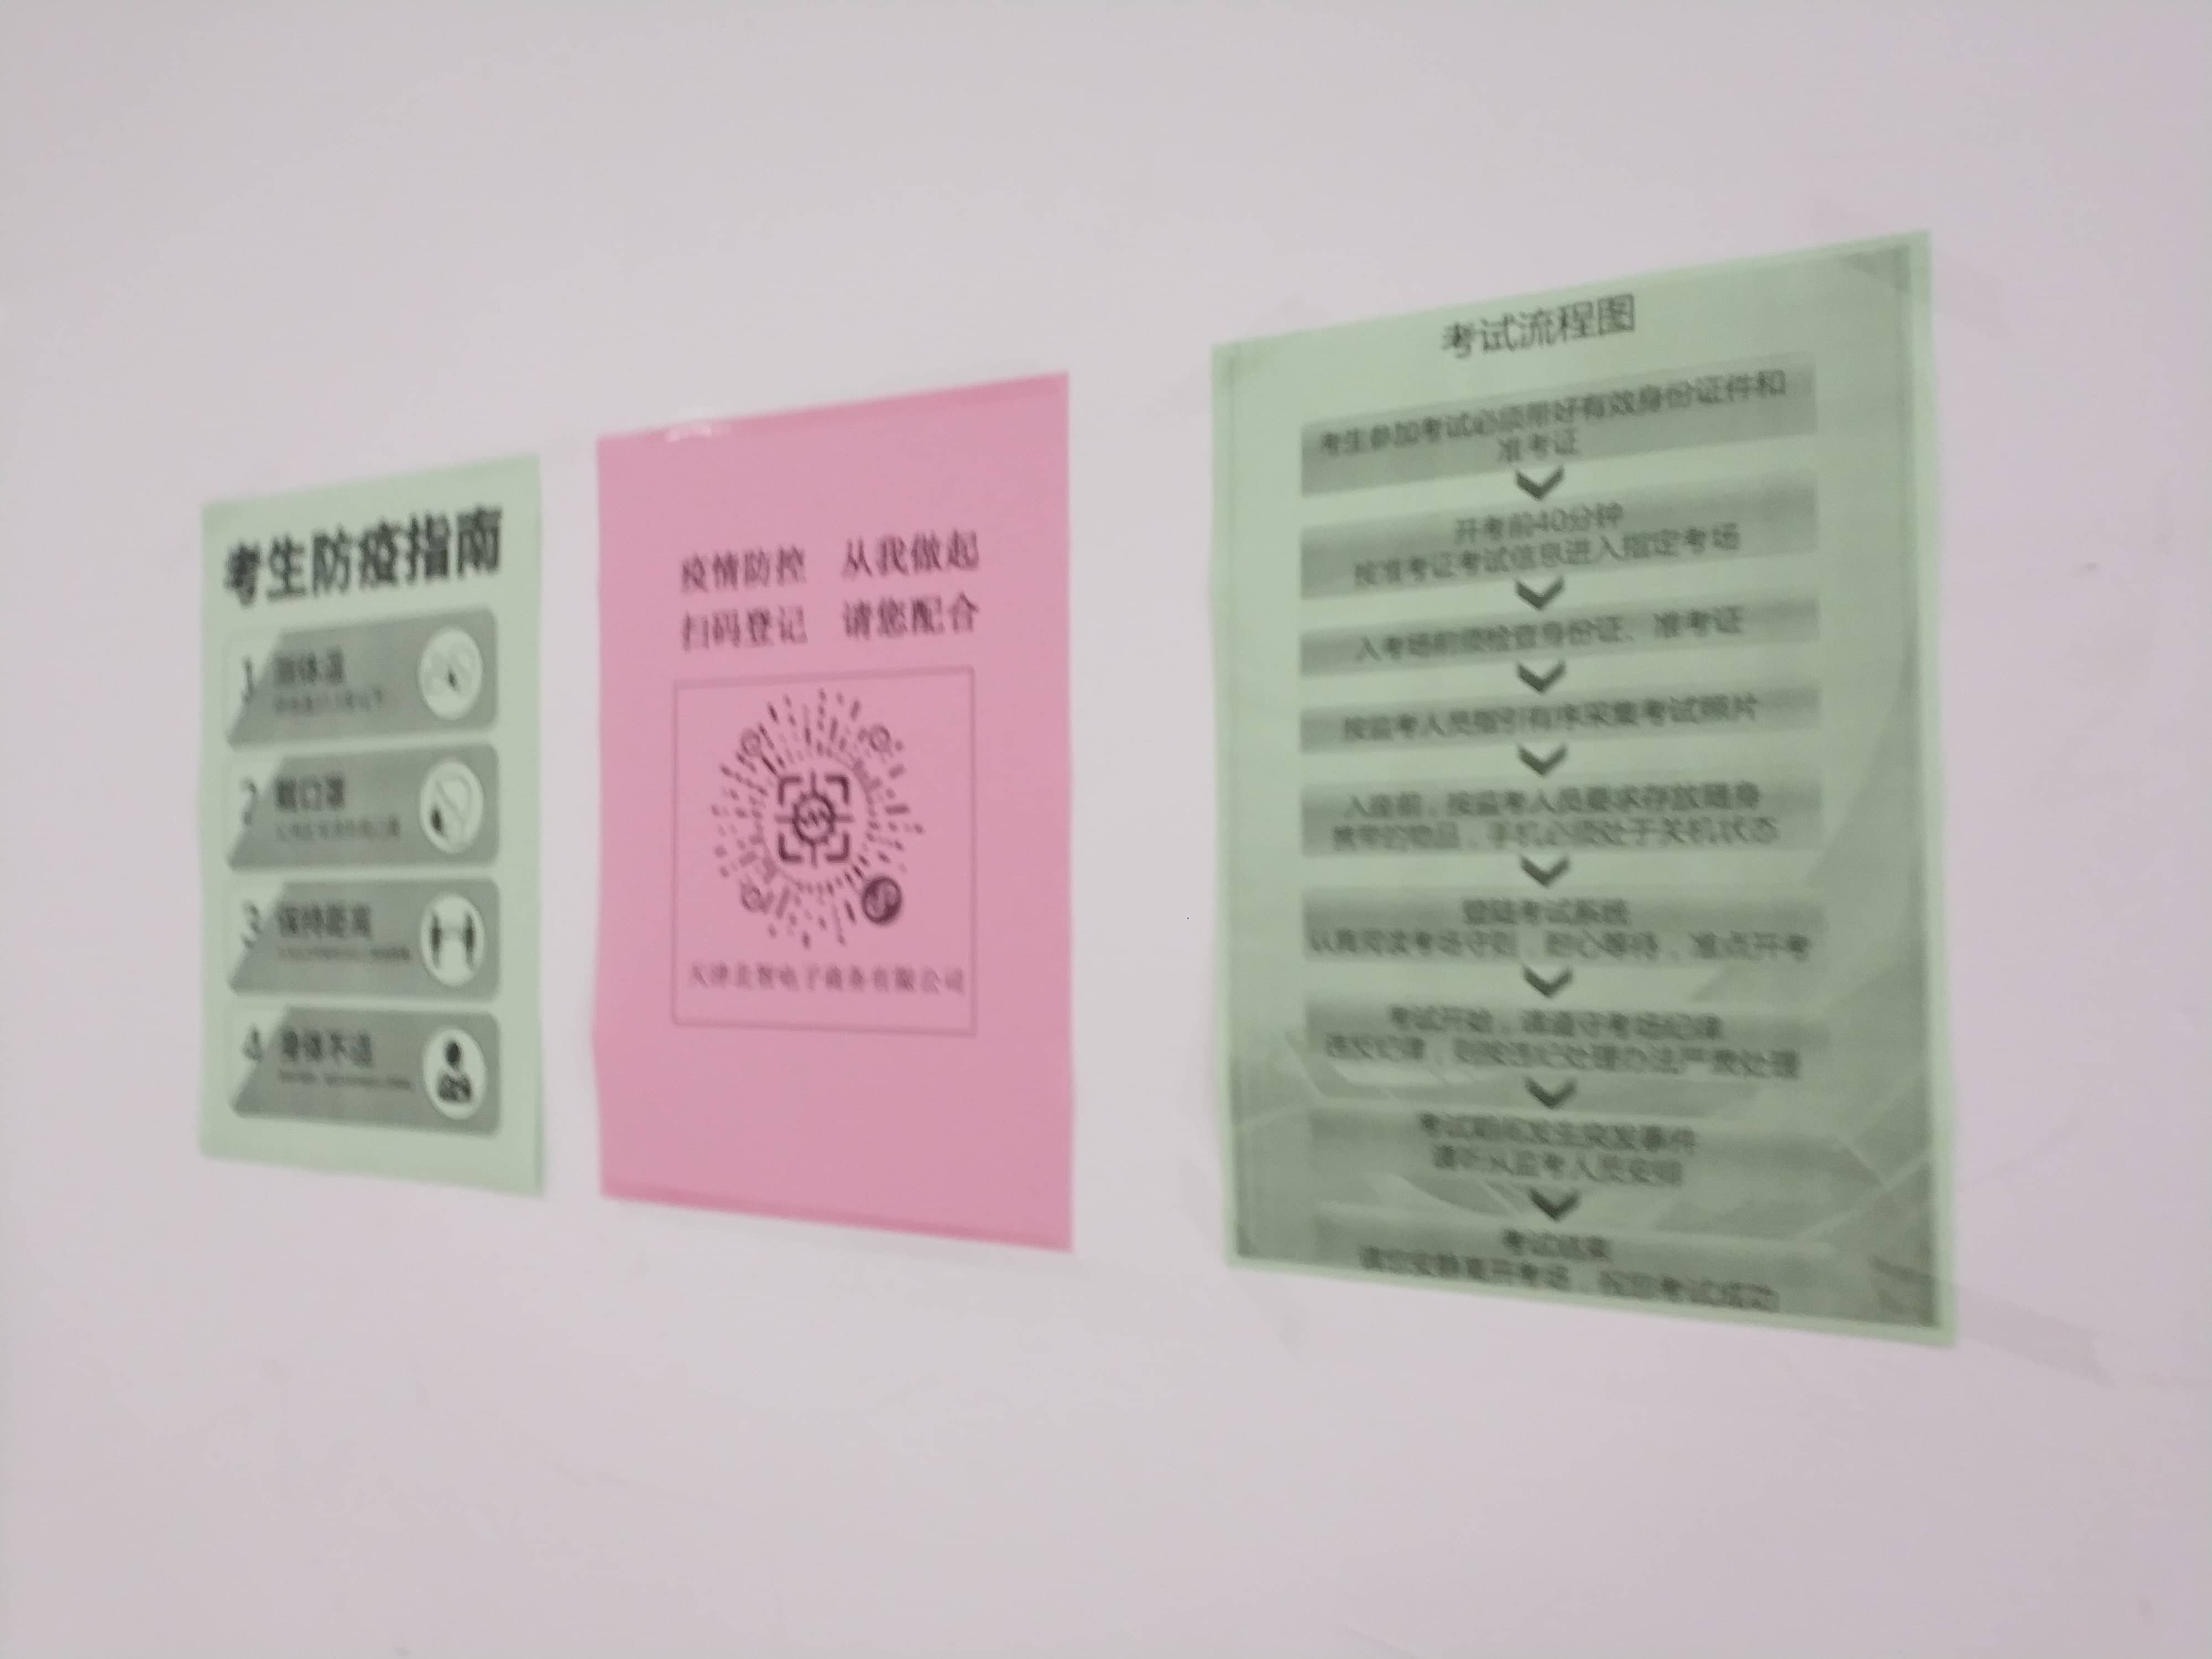 考生防疫指南
1 测体温
2 戴口罩
3 保持距离
4 身体不适
疫情防控 从我做起
扫码登记 请您配合
天津北智电子商务有限公司
考试流程图
考生参加考试必须带好有效身份证件和
准考证
开考前40分钟
按准考证考试信息进入指定考场
入考场前须检查身份证、准考证
按监考人员指引有序采集考试照片
入座前，按监考人员要求存放随身
携带的物品，手机必须处于关机状态
登陆考试系统
认真阅读考场守则，耐心等待，准点开考
考试开始，请遵守考场纪律
违反纪律，则按违纪处理办法严肃处理
考试期间发生突发事件
请听从监考人员安排
考试结束
请您安静离开考场，祝您考试成功